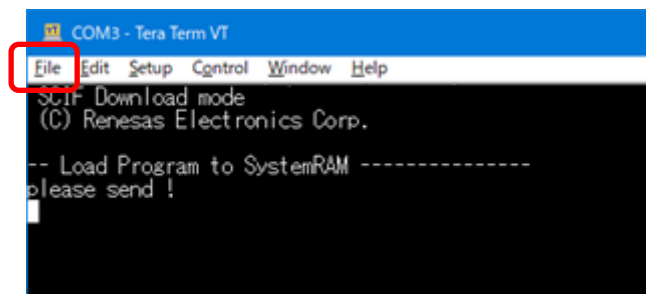 COM3 - Tera Term VT
File Edit Setup Control Window Help
SCIF Download mode
(C) Renesas Electronics Corp.
-- Load Program to SystemRAM ---------------
please send !